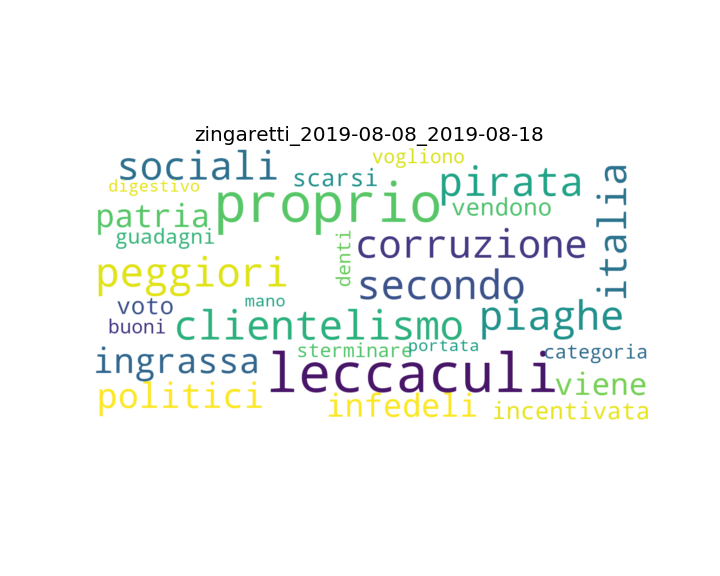 zingaretti_2019-08-08_2019-08-18
vogliono
sociali
scarsi
pirata
digestivo
proprio
patria
vendono
guadagni
italia
denti
corruzione
peggiori
secondo
mano
voto
piaghe
buoni
clientelismo
sterminare
portata
categoria
ingrassa
leccaculi
viene
politici
infedeli
incentivata